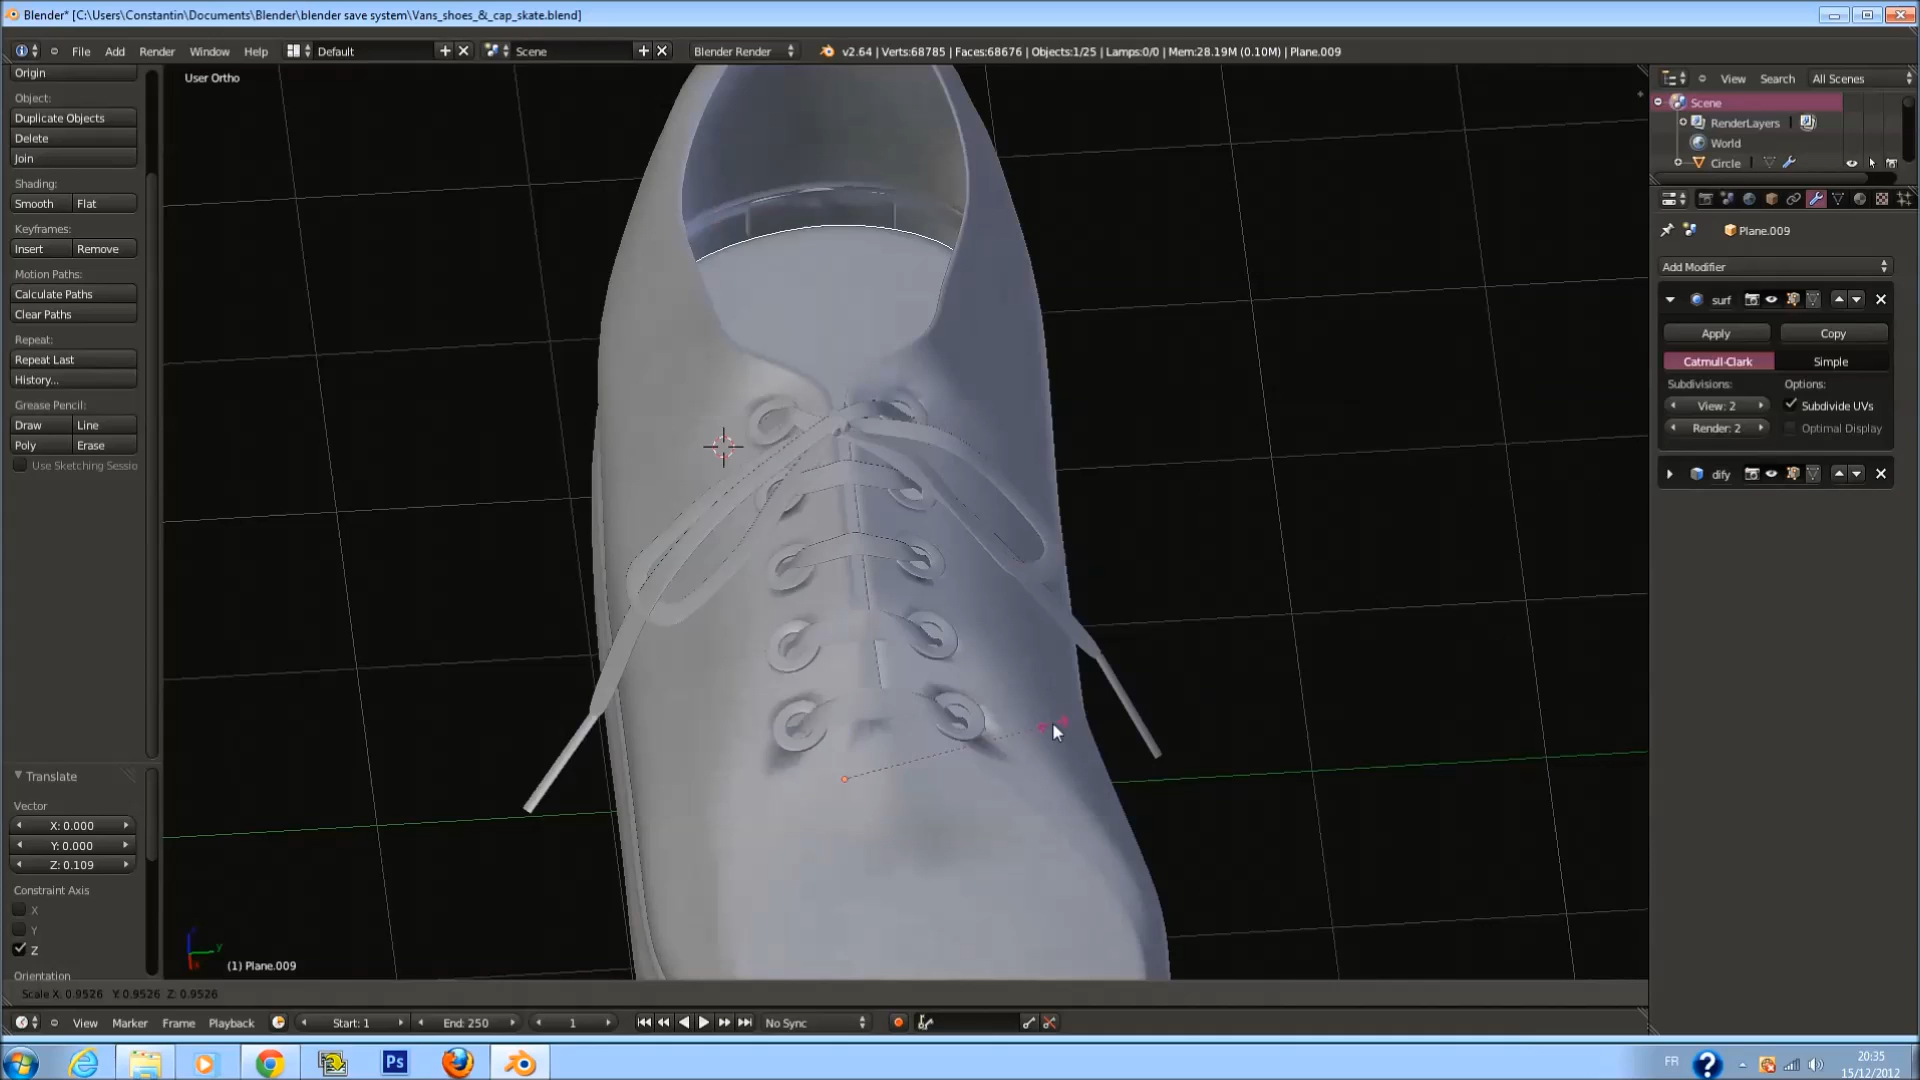 Blender* [C:\Users\Constantin\Documents\Blender\blender save system\Vans_shoes_&_cap_skate.blend]
File Add Render Window Help Default Scene Blender Render v2.64 | Verts:68785 | Faces:68676 | Objects:1/25 | Lamps:0/0 | Mem:28.19M (0.10M) | Plane.009
Origin
User Ortho
Object:
Duplicate Objects
Delete
Join
Shading:
Smooth Flat
Keyframes:
Insert Remove
Motion Paths:
Calculate Paths
Clear Paths
Repeat:
Repeat Last
History...
Grease Pencil:
Draw Line
Poly Erase
Use Sketching Sessio
Translate
Vector
X: 0.000
Y: 0.000
Z: 0.109
Constraint Axis
X
Y
Z
Orientation
(1) Plane.009
Scale X: 0.9526 Y: 0.9526 Z: 0.9526
View Search All Scenes
Scene
RenderLayers
World
Circle
Plane.009
Add Modifier
surf
Apply Copy
Catmull-Clark Simple
Subdivisions: Options:
View: 2 Subdivide UVs
Render: 2 Optimal Display
dify
View Marker Frame Playback Start: 1 End: 250 1 No Sync
Ps
FR
20:35
15/12/2012